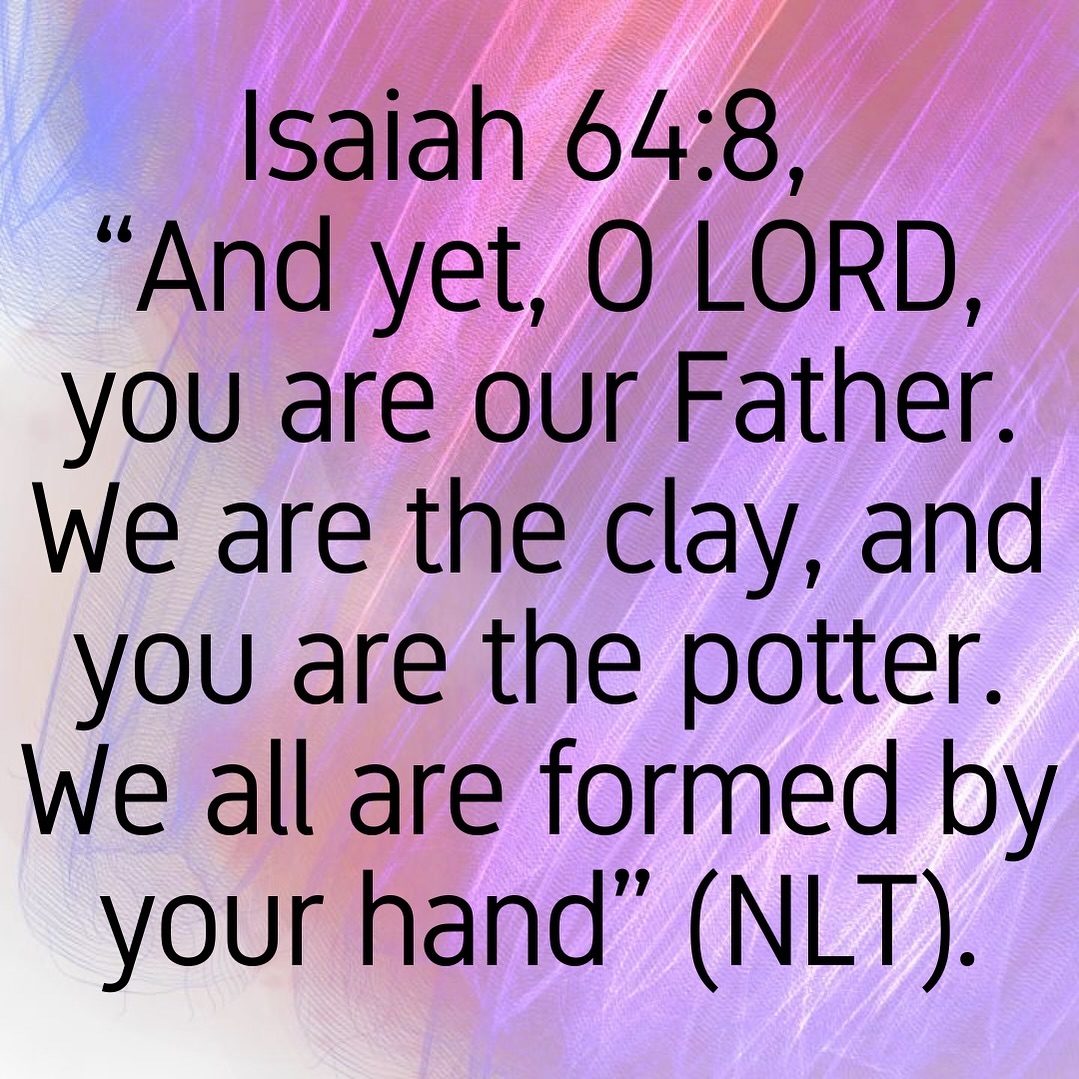 Isaiah 64:8,
“And yet, O LORD,
you are our Father.
We are the clay, and
you are the potter.
We all are formed by
your hand” (NLT).